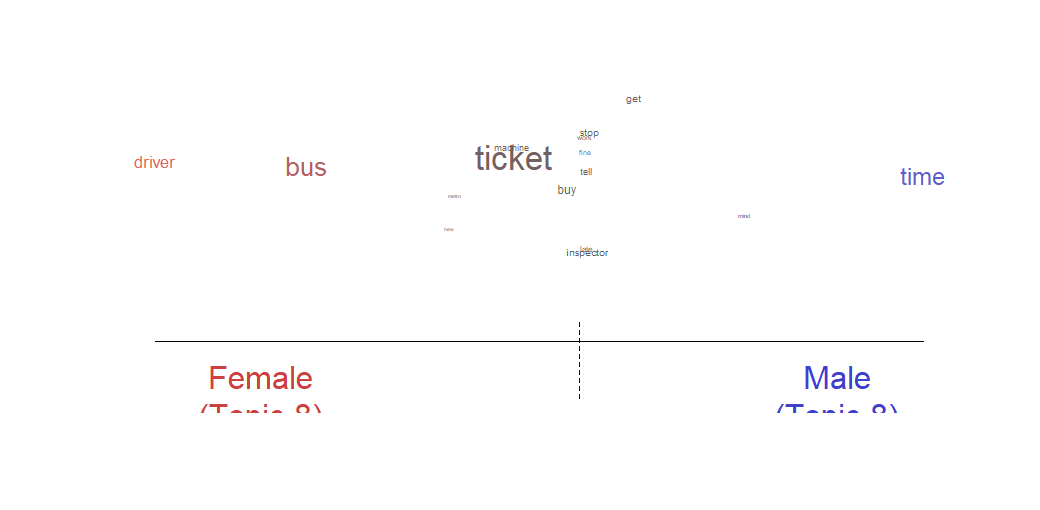 get
stop
work
machine
fine
ticket
driver
bus
tell
time
buy
metro
mind
new
late
inspector
Female
Male
(Topic 8)
(Topic 8)